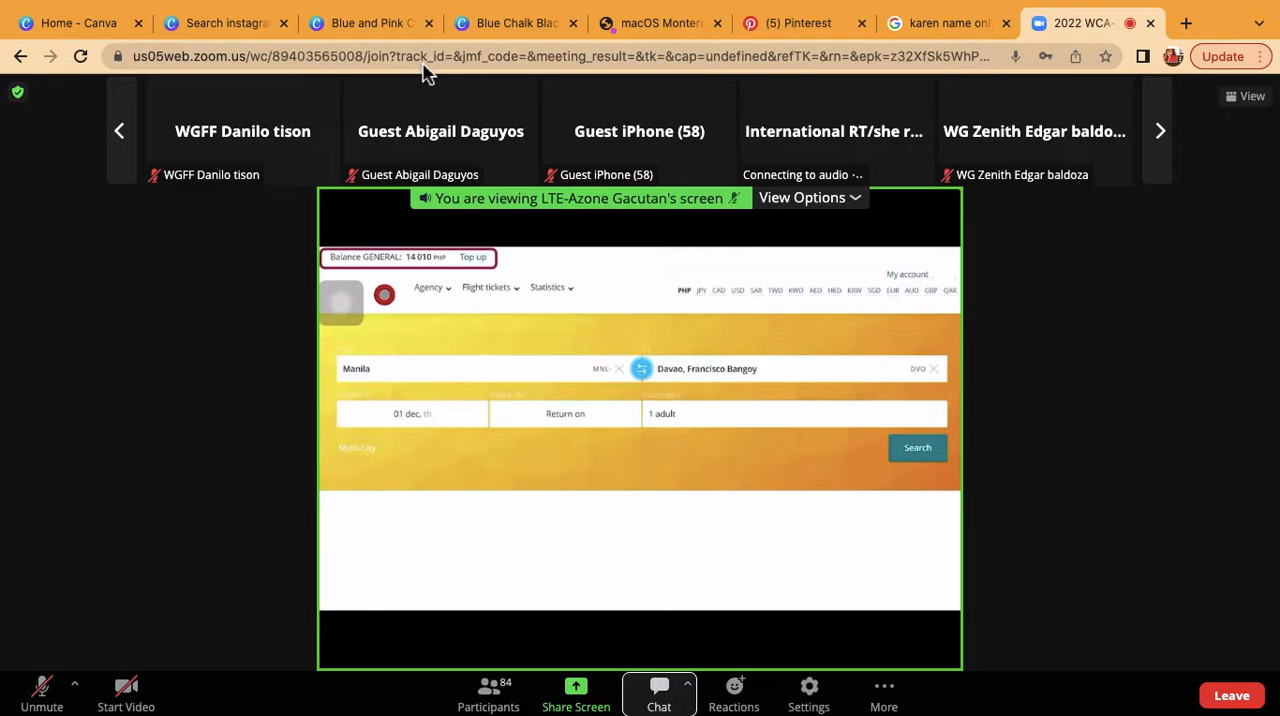 Home - Canva
Search instagra
Blue and Pink C
Blue Chalk Blac
macOS Monter
(5) Pinterest
karen name on
2022 WCA-
us05web.zoom.us/wc/89403565008/join?track_id=&jmf_code=&meeting_result=&tk=&cap=undefined&refTK=&rn=&epk=z32XfSk5WhP...
Update
View
WGFF Danilo tison
Guest Abigail Daguyos
Guest iPhone (58)
International RT/she r...
WG Zenith Edgar baldo...
WGFF Danilo tison
Guest Abigail Daguyos
Guest iPhone (58)
Connecting to audio ··
WG Zenith Edgar baldoza
You are viewing LTE-Azone Gacutan's screen
View Options
Balance GENERAL: 14 010 PHP Top up
My account
Agency Flight tickets Statistics
PHP JPY CAD USD SAR TWD KWD AED HKD KRW SGD EUR AUD GBP QAR
Manila MNL
Davao, Francisco Bangoy DVO
01 dec, th
Return on
1 adult
Multi-City
Search
Unmute
Start Video
84
Participants
Share Screen
Chat
Reactions
Settings
More
Leave